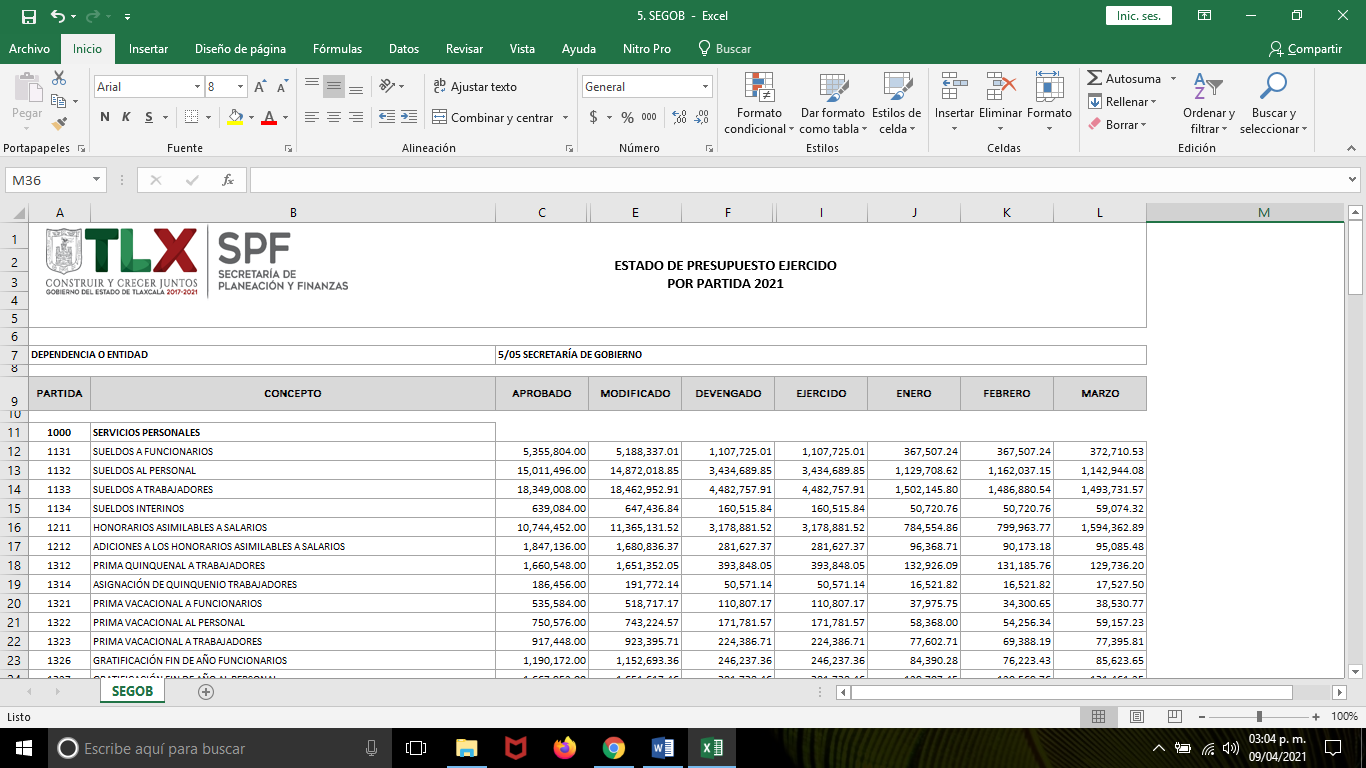 5. SEGOB - Excel
Inic. ses.
Archivo Inicio Insertar Diseño de página Fórmulas Datos Revisar Vista Ayuda Nitro Pro Buscar Compartir
Pegar
Arial 8
N K S
Ajustar texto
Combinar y centrar
General
$ % 000
Formato condicional
Dar formato como tabla
Estilos de celda
Insertar Eliminar Formato
Autosuma
Rellenar
Borrar
Ordenar y filtrar
Buscar y seleccionar
Portapapeles Fuente Alineación Número Estilos Celdas Edición
M36 fx
A B C E F I J K L M
TLX
CONSTRUIR Y CRECER JUNTOS
GOBIERNO DEL ESTADO DE TLAXCALA 2017-2021
SPF
SECRETARÍA DE
PLANEACIÓN Y FINANZAS
1
2 ESTADO DE PRESUPUESTO EJERCIDO
3 POR PARTIDA 2021
4
5
6
7 DEPENDENCIA O ENTIDAD 5/05 SECRETARÍA DE GOBIERNO
8
9 PARTIDA CONCEPTO APROBADO MODIFICADO DEVENGADO EJERCIDO ENERO FEBRERO MARZO
10
11 1000 SERVICIOS PERSONALES
12 1131 SUELDOS A FUNCIONARIOS 5,355,804.00 5,188,337.01 1,107,725.01 1,107,725.01 367,507.24 367,507.24 372,710.53
13 1132 SUELDOS AL PERSONAL 15,011,496.00 14,872,018.85 3,434,689.85 3,434,689.85 1,129,708.62 1,162,037.15 1,142,944.08
14 1133 SUELDOS A TRABAJADORES 18,349,008.00 18,462,952.91 4,482,757.91 4,482,757.91 1,502,145.80 1,486,880.54 1,493,731.57
15 1134 SUELDOS INTERINOS 639,084.00 647,436.84 160,515.84 160,515.84 50,720.76 50,720.76 59,074.32
16 1211 HONORARIOS ASIMILABLES A SALARIOS 10,744,452.00 11,365,131.52 3,178,881.52 3,178,881.52 784,554.86 799,963.77 1,594,362.89
17 1212 ADICIONES A LOS HONORARIOS ASIMILABLES A SALARIOS 1,847,136.00 1,680,836.37 281,627.37 281,627.37 96,368.71 90,173.18 95,085.48
18 1312 PRIMA QUINQUENAL A TRABAJADORES 1,660,548.00 1,651,352.05 393,848.05 393,848.05 132,926.09 131,185.76 129,736.20
19 1314 ASIGNACIÓN DE QUINQUENIO TRABAJADORES 186,456.00 191,772.14 50,571.14 50,571.14 16,521.82 16,521.82 17,527.50
20 1321 PRIMA VACACIONAL A FUNCIONARIOS 535,584.00 518,717.17 110,807.17 110,807.17 37,975.75 34,300.65 38,530.77
21 1322 PRIMA VACACIONAL AL PERSONAL 750,576.00 743,224.57 171,781.57 171,781.57 58,368.00 54,256.34 59,157.23
22 1323 PRIMA VACACIONAL A TRABAJADORES 917,448.00 923,395.71 224,386.71 224,386.71 77,602.71 69,388.19 77,395.81
23 1326 GRATIFICACIÓN FIN DE AÑO FUNCIONARIOS 1,190,172.00 1,152,693.36 246,237.36 246,237.36 84,390.28 76,223.43 85,623.65
SEGOB
Listo
100%
Escribe aquí para buscar
03:04 p. m.
09/04/2021